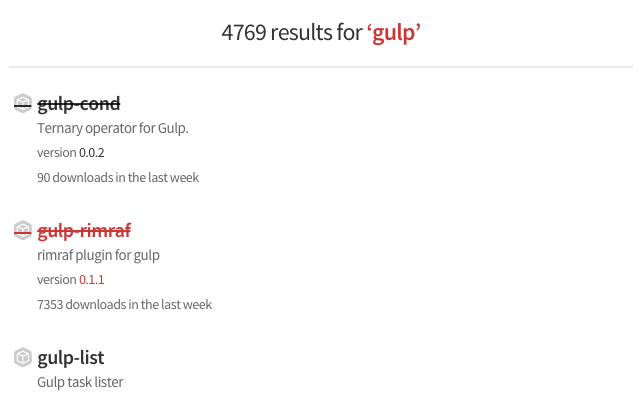 4769 results for ‘gulp’
gulp-cond
Ternary operator for Gulp.
version 0.0.2
90 downloads in the last week
gulp-rimraf
rimraf plugin for gulp
version 0.1.1
7353 downloads in the last week
gulp-list
Gulp task lister